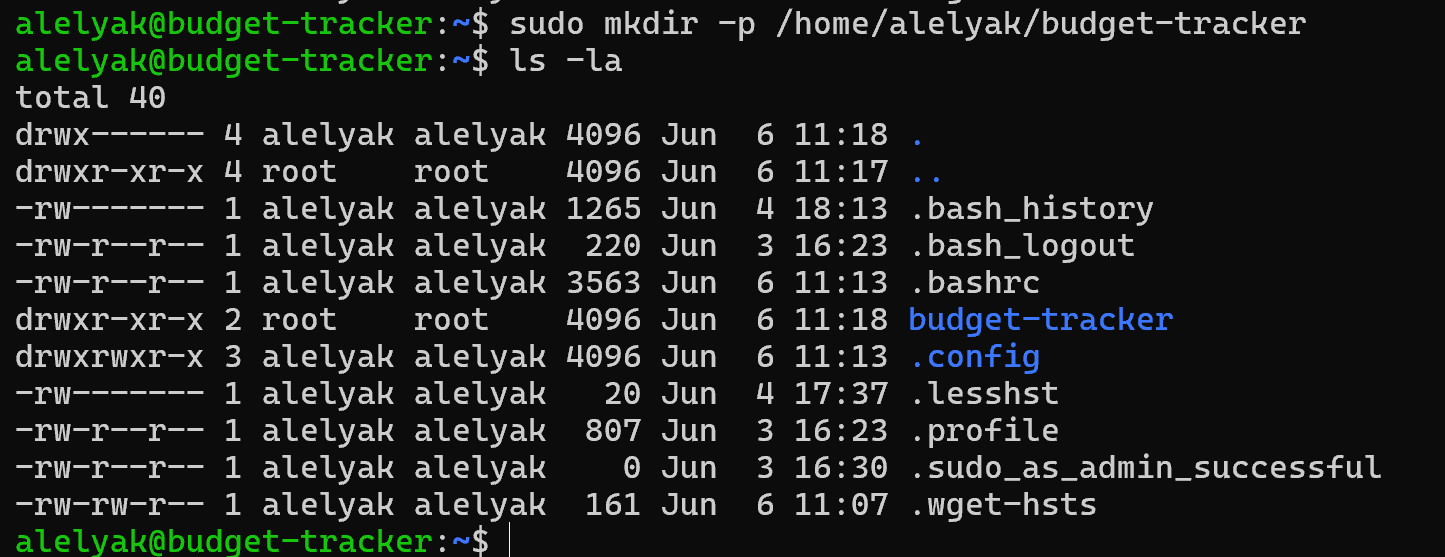 alelyak@budget-tracker:~$ sudo mkdir -p /home/alelyak/budget-tracker
alelyak@budget-tracker:~$ ls -la
total 40
drwx------ 4 alelyak alelyak 4096 Jun  6 11:18 .
drwxr-xr-x 4 root    root    4096 Jun  6 11:17 ..
-rw------- 1 alelyak alelyak 1265 Jun  4 18:13 .bash_history
-rw-r--r-- 1 alelyak alelyak  220 Jun  3 16:23 .bash_logout
-rw-r--r-- 1 alelyak alelyak 3563 Jun  6 11:13 .bashrc
drwxr-xr-x 2 root    root    4096 Jun  6 11:18 budget-tracker
drwxrwxr-x 3 alelyak alelyak 4096 Jun  6 11:13 .config
-rw------- 1 alelyak alelyak   20 Jun  4 17:37 .lesshst
-rw-r--r-- 1 alelyak alelyak  807 Jun  3 16:23 .profile
-rw-r--r-- 1 alelyak alelyak    0 Jun  3 16:30 .sudo_as_admin_successful
-rw-rw-r-- 1 alelyak alelyak  161 Jun  6 11:07 .wget-hsts
alelyak@budget-tracker:~$